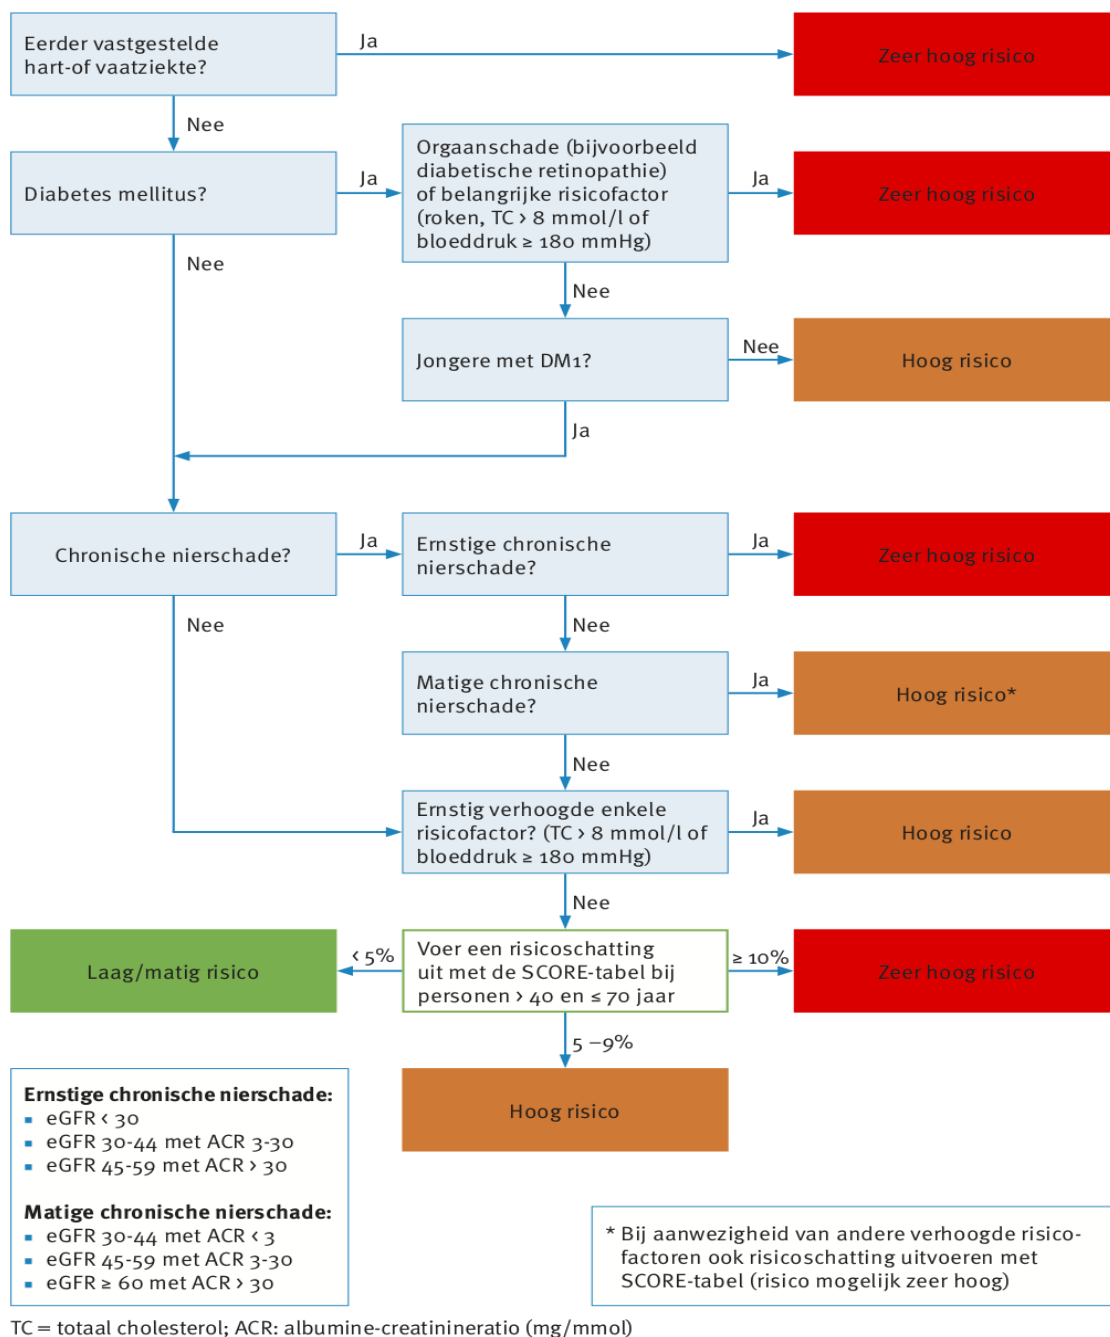 Eerder vastgestelde
hart-of vaatziekte?
Ja
Zeer hoog risico
Nee
Diabetes mellitus?
Ja
Orgaanschade (bijvoorbeeld
diabetische retinopathie)
of belangrijke risicofactor
(roken, TC > 8 mmol/l of
bloeddruk ≥ 180 mmHg)
Ja
Zeer hoog risico
Nee
Nee
Jongere met DM1?
Nee
Hoog risico
Ja
Chronische nierschade?
Ja
Ernstige chronische
nierschade?
Ja
Zeer hoog risico
Nee
Nee
Matige chronische
nierschade?
Ja
Hoog risico*
Nee
Ernstig verhoogde enkele
risicofactor? (TC > 8 mmol/l of
bloeddruk ≥ 180 mmHg)
Ja
Hoog risico
Nee
Laag/matig risico
< 5%
Voer een risicoschatting
uit met de SCORE-tabel bij
personen > 40 en ≤ 70 jaar
≥ 10%
Zeer hoog risico
5 –9%
Hoog risico
Ernstige chronische nierschade:
▪ eGFR < 30
▪ eGFR 30-44 met ACR 3-30
▪ eGFR 45-59 met ACR > 30
Matige chronische nierschade:
▪ eGFR 30-44 met ACR < 3
▪ eGFR 45-59 met ACR 3-30
▪ eGFR ≥ 60 met ACR > 30
* Bij aanwezigheid van andere verhoogde risico-
factoren ook risicoschatting uitvoeren met
SCORE-tabel (risico mogelijk zeer hoog)
TC = totaal cholesterol; ACR: albumine-creatinineratio (mg/mmol)